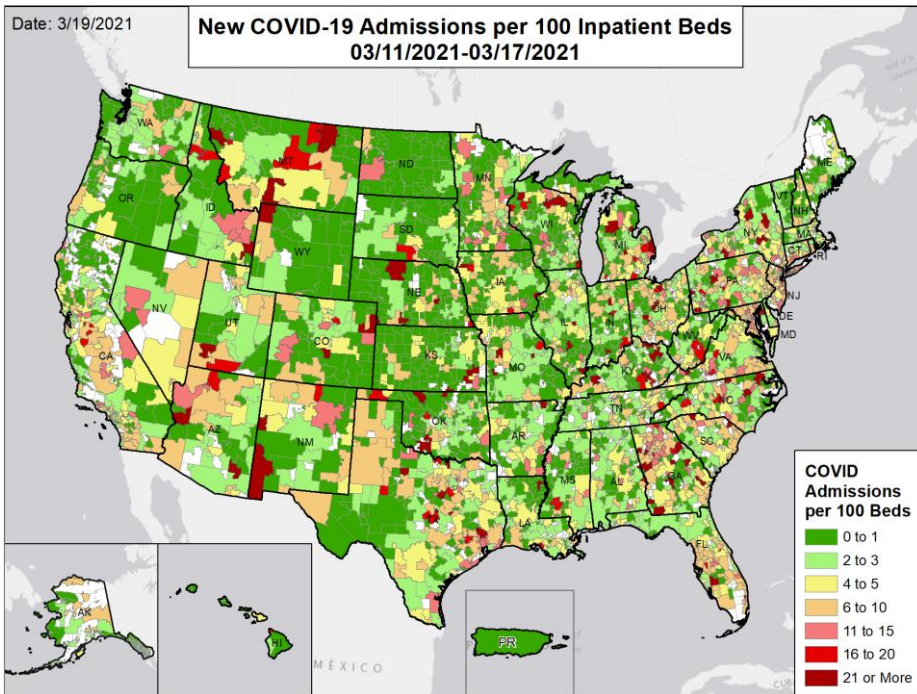 Date: 3/19/2021
New COVID-19 Admissions per 100 Inpatient Beds
03/11/2021-03/17/2021
WA
MT
ND
MN
ME
OR
ID
WY
SD
WI
MI
VT
NH
NY
MA
CT
RI
NV
UT
CO
NE
IA
IL
IN
OH
PA
NJ
DE
MD
CA
KS
MO
KY
WV
VA
AZ
NM
OK
AR
TN
NC
SC
MS
AL
GA
LA
FL
AK
HI
MÉXICO
PR
COVID
Admissions
per 100 Beds
0 to 1
2 to 3
4 to 5
6 to 10
11 to 15
16 to 20
21 or More